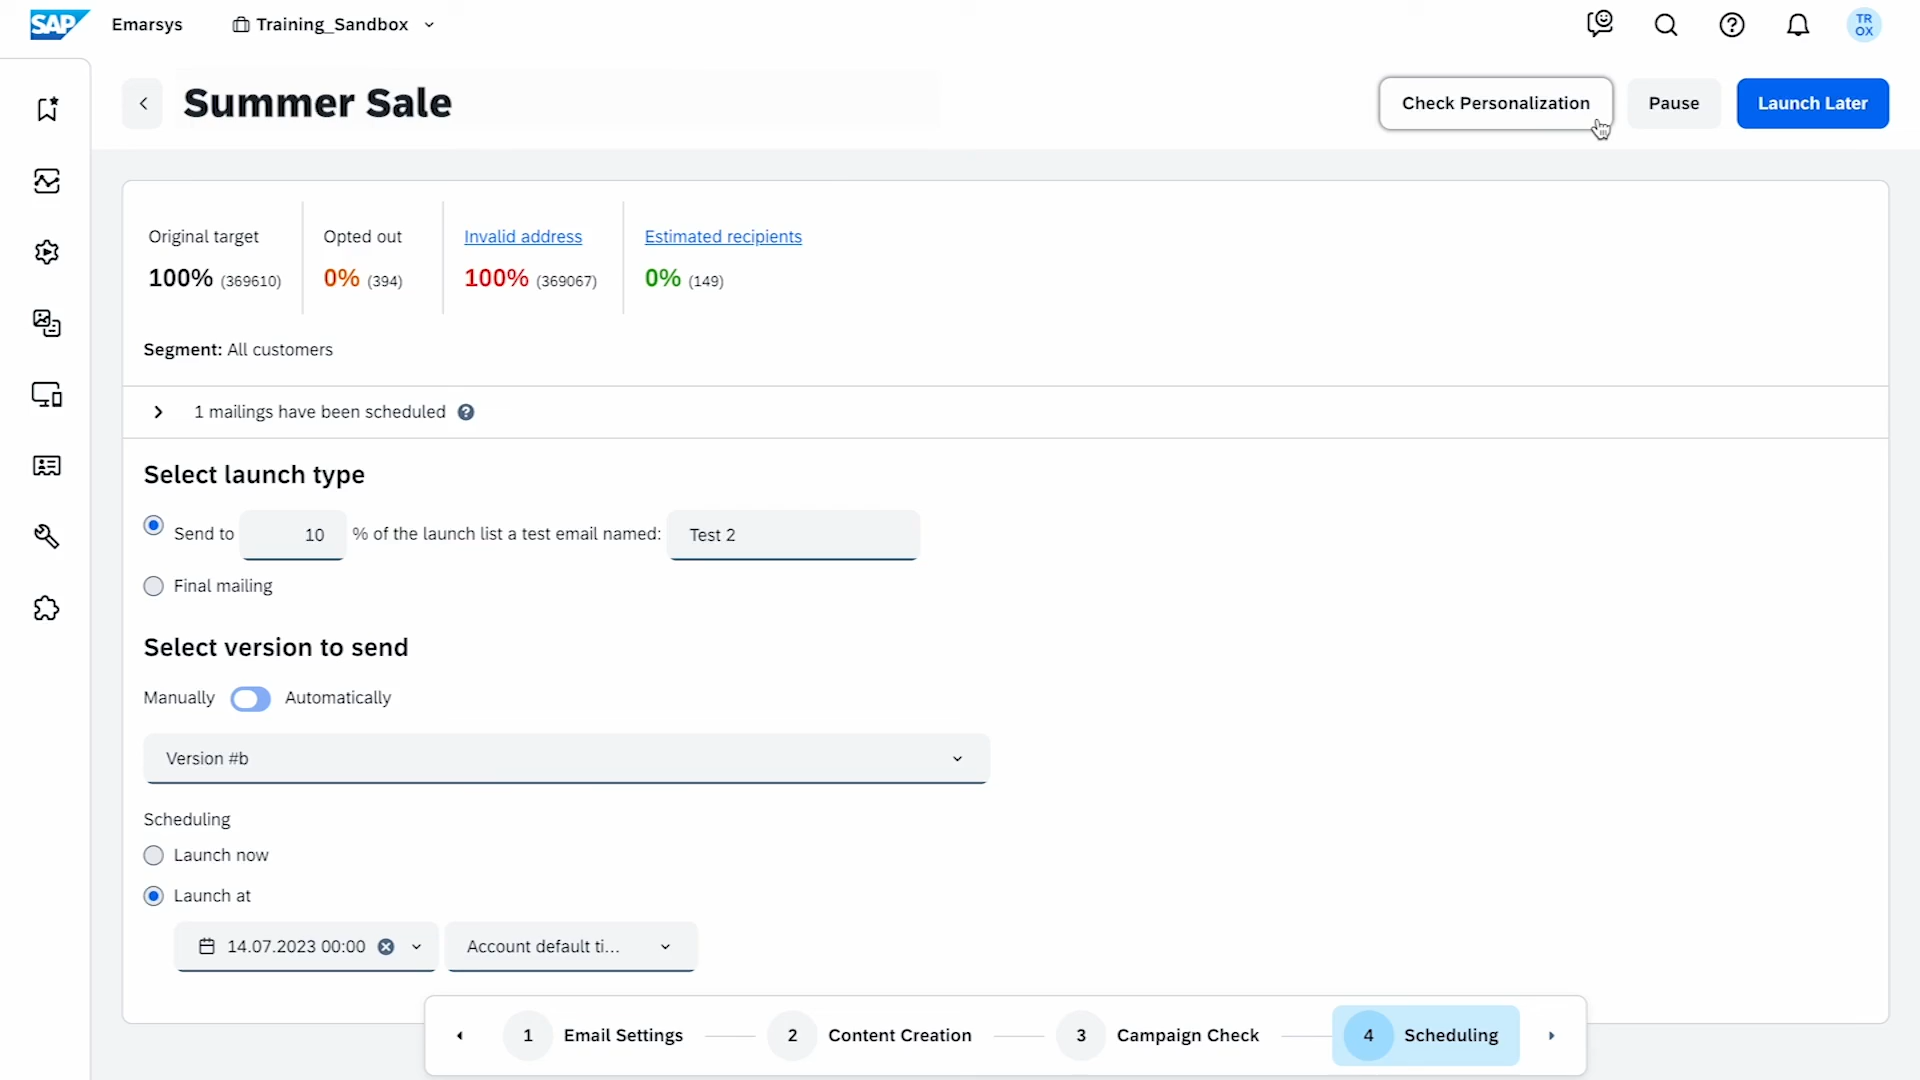 SAP Emarsys Training_Sandbox TR
OX
Summer Sale Check Personalization Pause Launch Later
Original target Opted out Invalid address Estimated recipients
100% (369610) 0% (394) 100% (369067) 0% (149)
Segment: All customers
1 mailings have been scheduled ?
Select launch type
Send to 10 % of the launch list a test email named: Test 2
Final mailing
Select version to send
Manually Automatically
Version #b
Scheduling
Launch now
Launch at
14.07.2023 00:00 Account default ti...
1 Email Settings 2 Content Creation 3 Campaign Check 4 Scheduling